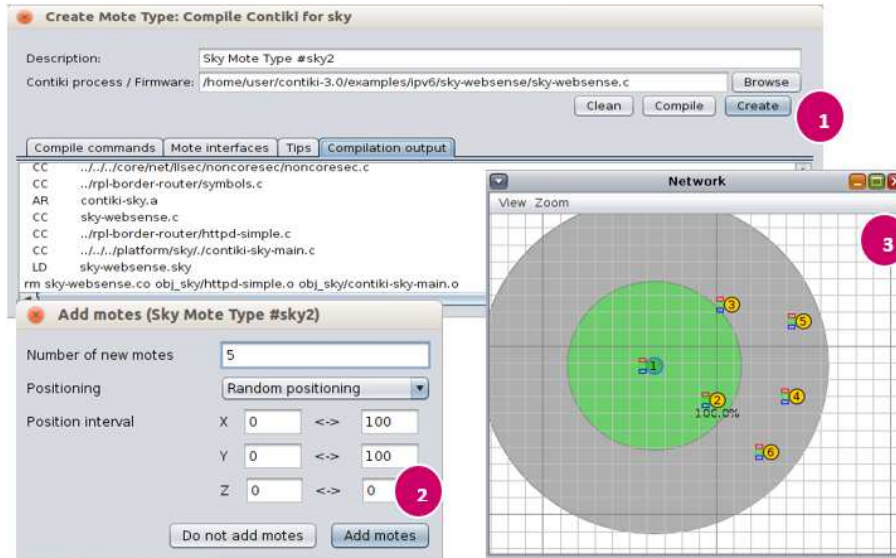 Create Mote Type: Compile Contiki for sky
Description: Sky Mote Type #sky2
Contiki process / Firmware: /home/user/contiki-3.0/examples/ipv6/sky-websense/sky-websense.c Browse
Clean Compile Create
1
Compile commands Mote interfaces Tips Compilation output
CC ../../../core/net/llsec/noncoresec/noncoresec.c
CC ../rpl-border-router/symbols.c
AR contiki-sky.a
CC sky-websense.c
CC ../rpl-border-router/httpd-simple.c
CC ../../../platform/sky/./contiki-sky-main.c
LD sky-websense.sky
rm sky-websense.co obj_sky/httpd-simple.o obj_sky/contiki-sky-main.o
Add motes (Sky Mote Type #sky2)
Number of new motes 5
Positioning Random positioning
Position interval X 0 <-> 100
Y 0 <-> 100
Z 0 <-> 0
2
Do not add motes Add motes
Network
View Zoom
3
3
5
1
2
4
100.0%
6